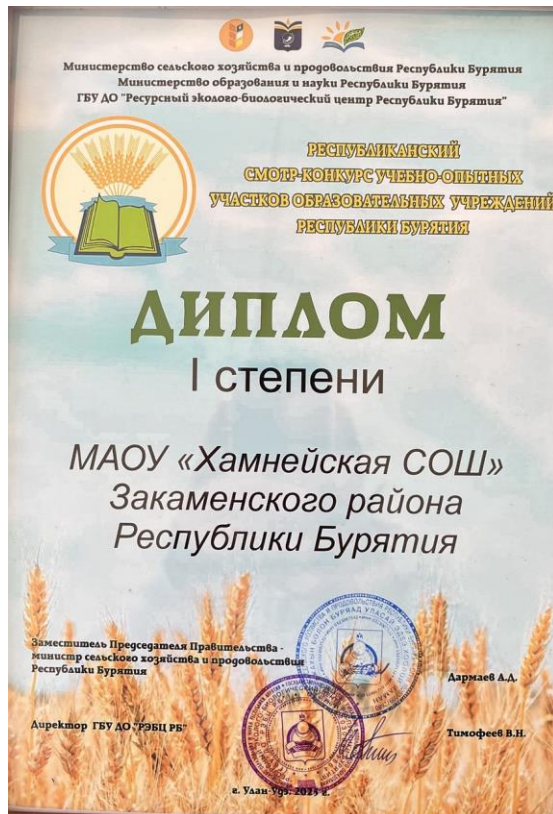 Министерство сельского хозяйства и продовольствия Республики Бурятия
Министерство образования и науки Республики Бурятия
ГБУ ДО "Ресурсный эколого-биологический центр Республики Бурятия"
РЕСПУБЛИКАНСКИЙ
СМОТР-КОНКУРС УЧЕБНО-ОПЫТНЫХ
УЧАСТКОВ ОБРАЗОВАТЕЛЬНЫХ УЧРЕЖДЕНИЙ
РЕСПУБЛИКИ БУРЯТИЯ
ДИПЛОМ
I степени
МАОУ «Хамнейская СОШ»
Закаменского района
Республики Бурятия
Заместитель Председателя Правительства -
министр сельского хозяйства и продовольствия
Республики Бурятия
Дармаев А.Д.
Директор ГБУ ДО "РЭБЦ РБ"
Тимофеев В.Н.
г. Улан-Удэ. 2023 г.